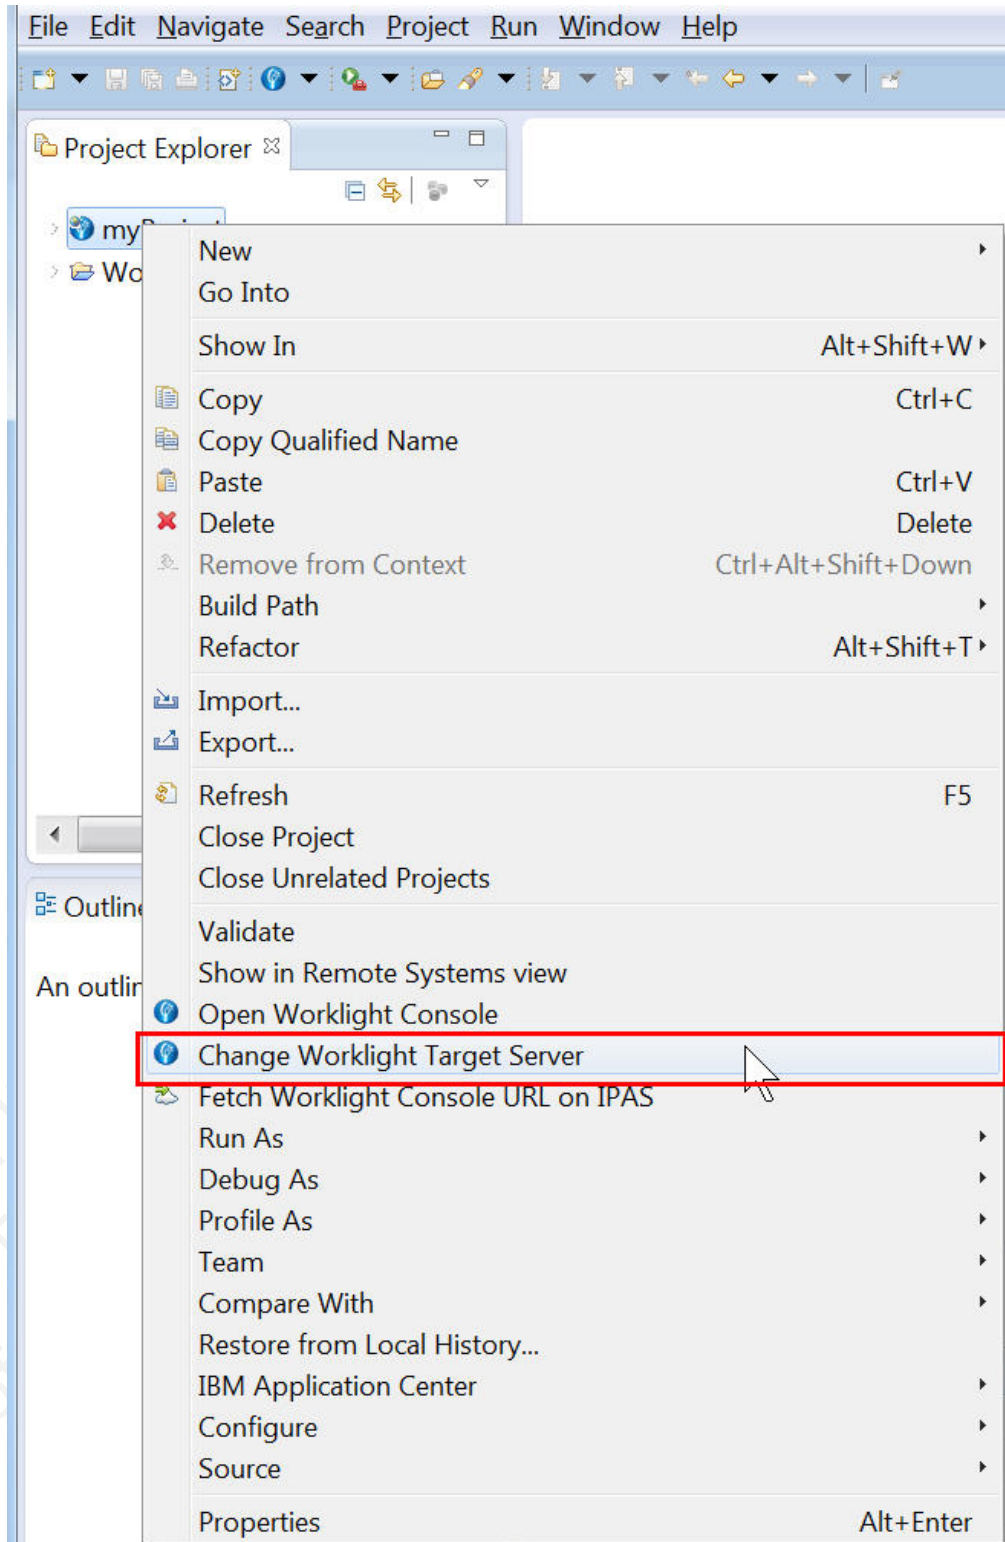 File Edit Navigate Search Project Run Window Help
Project Explorer
myProject
Wo
New
Go Into
Show In Alt+Shift+W
Copy Ctrl+C
Copy Qualified Name
Paste Ctrl+V
Delete Delete
Remove from Context Ctrl+Alt+Shift+Down
Build Path
Refactor Alt+Shift+T
Import...
Export...
Refresh F5
Close Project
Close Unrelated Projects
Outline
Validate
An outlin
Show in Remote Systems view
Open Worklight Console
Change Worklight Target Server
Fetch Worklight Console URL on IPAS
Run As
Debug As
Profile As
Team
Compare With
Restore from Local History...
IBM Application Center
Configure
Source
Properties Alt+Enter